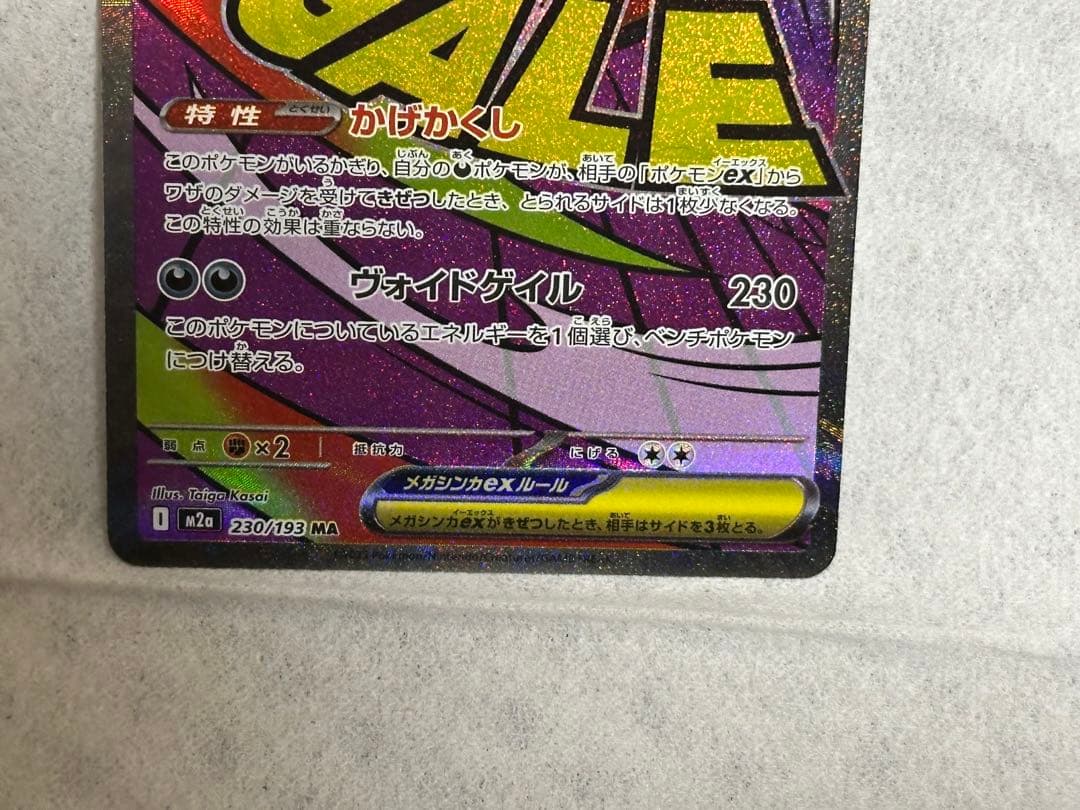 GALE
特性 とくせい かげかくし
このポケモンがいるかぎり、自分の悪ポケモンが、相手の「ポケモンex」から
ワザのダメージを受けてきぜつしたとき、とられるサイドは1枚少なくなる。
この特性の効果は重ならない。
ヴォイドゲイル 230
このポケモンについているエネルギーを1個選び、ベンチポケモン
につけ替える。
弱点 ×2 抵抗力 にげる
メガシンカexルール
メガシンカexがきぜつしたとき、相手はサイドを3枚とる。
Illus. Taiga Kasai
I m2a 230/193 MA